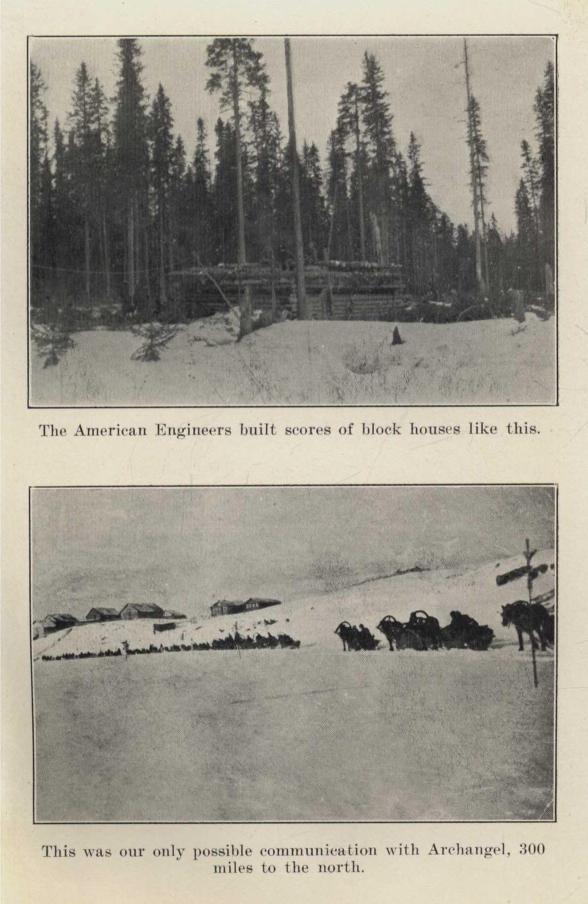 The American Engineers built scores of block houses like this.
This was our only possible communication with Archangel, 300
miles to the north.